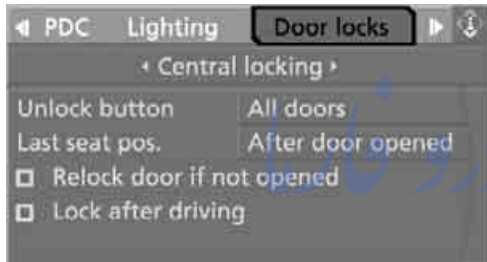 PDC Lighting Door locks
Central locking
Unlock button All doors
Last seat pos. After door opened
Relock door if not opened
Lock after driving